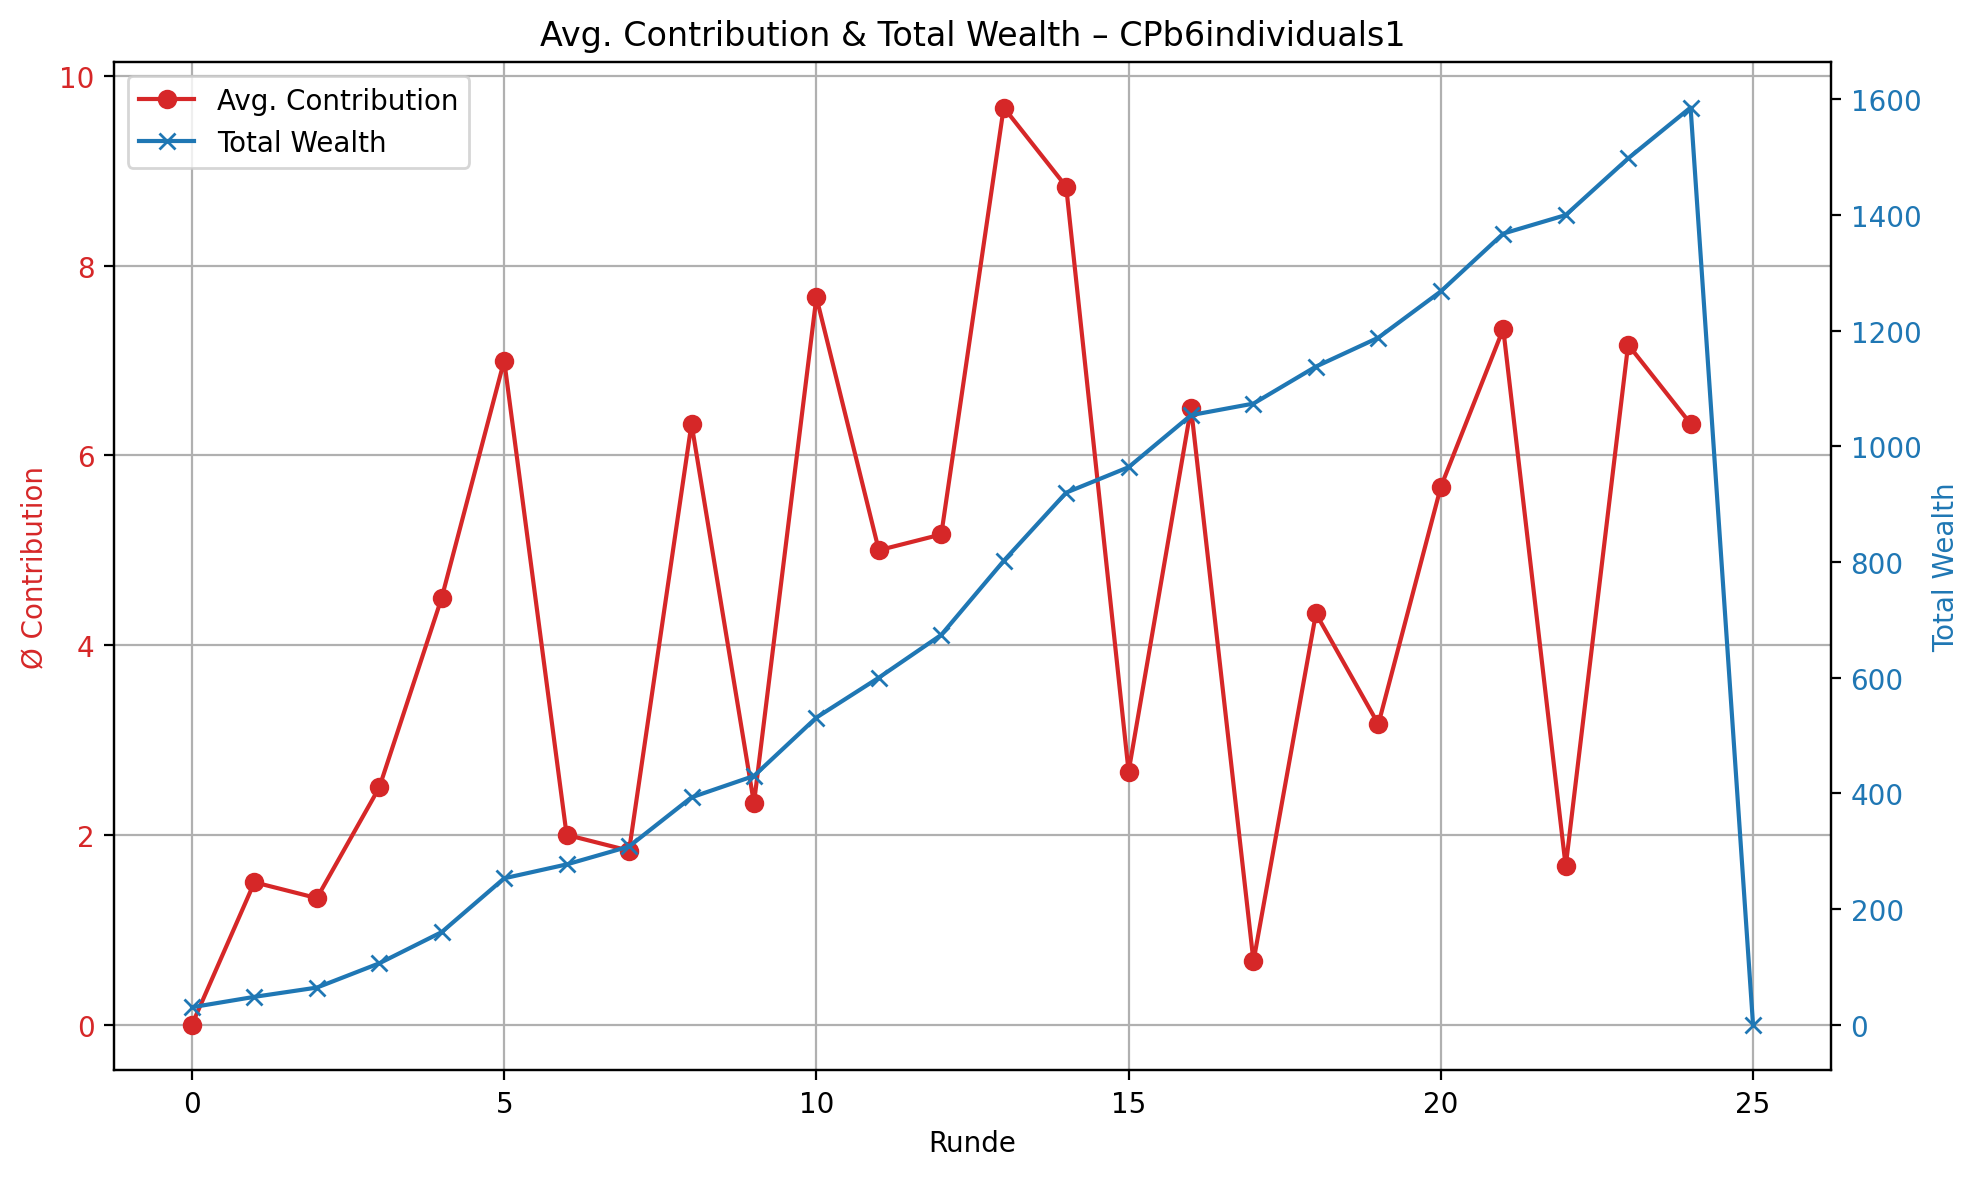 Avg. Contribution & Total Wealth – CPb6individuals1
Avg. Contribution
Total Wealth
10
8
6
4
2
0
Ø Contribution
1600
1400
1200
1000
800
600
400
200
0
Total Wealth
0 5 10 15 20 25
Runde